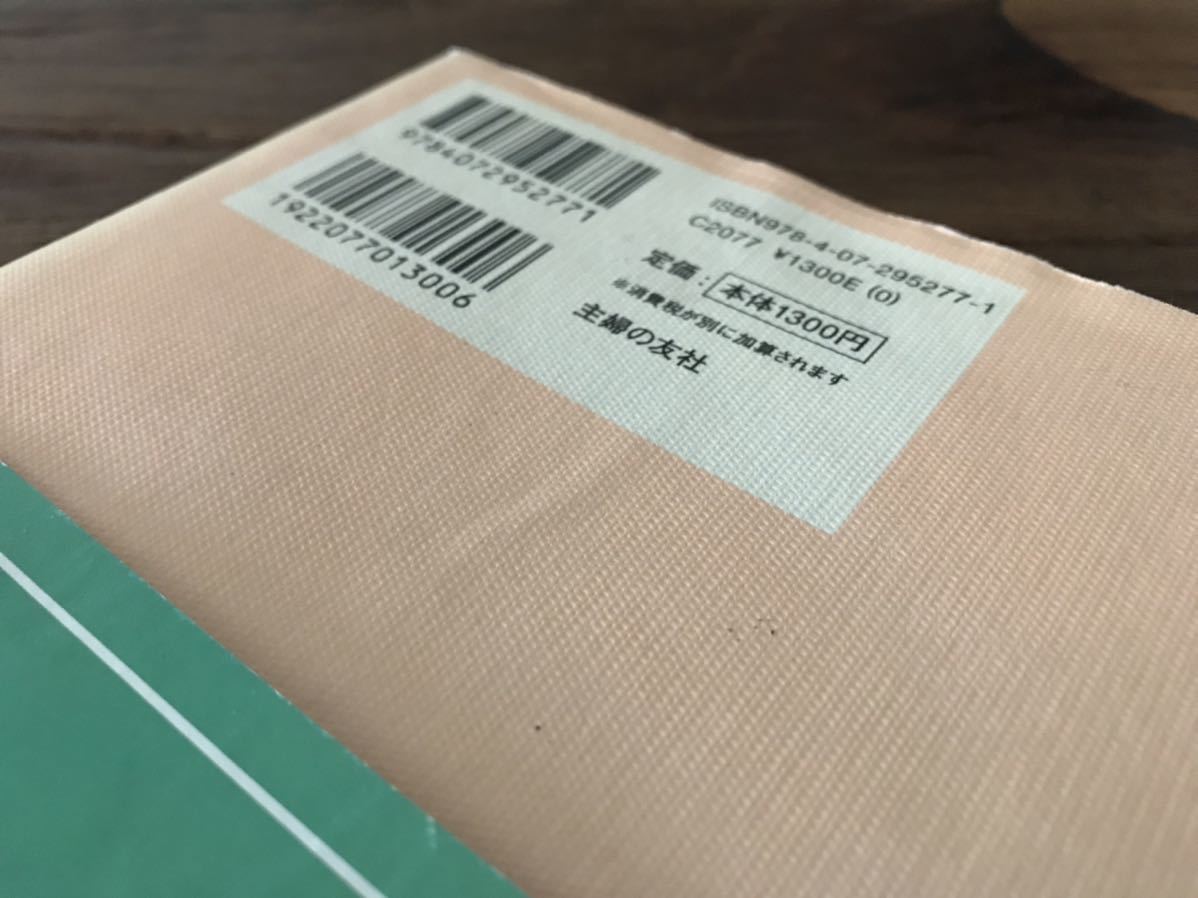 9784072952771
1922077013006
ISBN978-4-07-295277-1
C2077 ¥1300E (0)
定価：本体1300円
※消費税が別に加算されます
主婦の友社